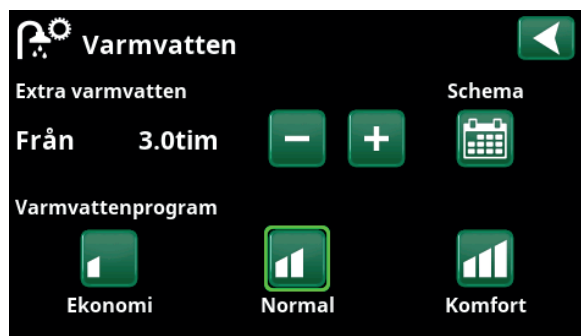 Varmvatten
Extra varmvatten Schema
Från 3.0tim
Varmvattenprogram
Ekonomi Normal Komfort